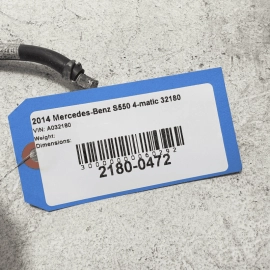 2014 Mercedes-Benz S550 4-matic 32180
VIN: A032180
Weight:
Dimensions:
2180-0472